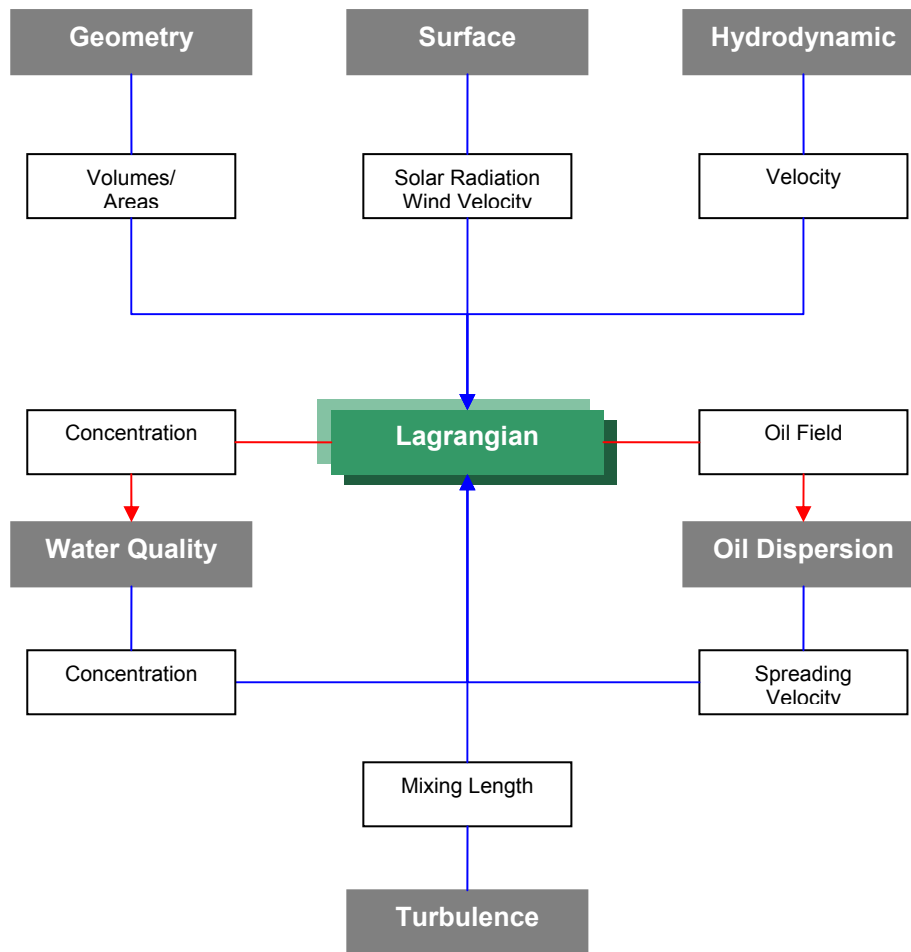 Geometry
Surface
Hydrodynamic
Volumes/
Areas
Solar Radiation
Wind Velocity
Velocity
Concentration
Lagrangian
Oil Field
Water Quality
Oil Dispersion
Concentration
Spreading
Velocity
Mixing Length
Turbulence